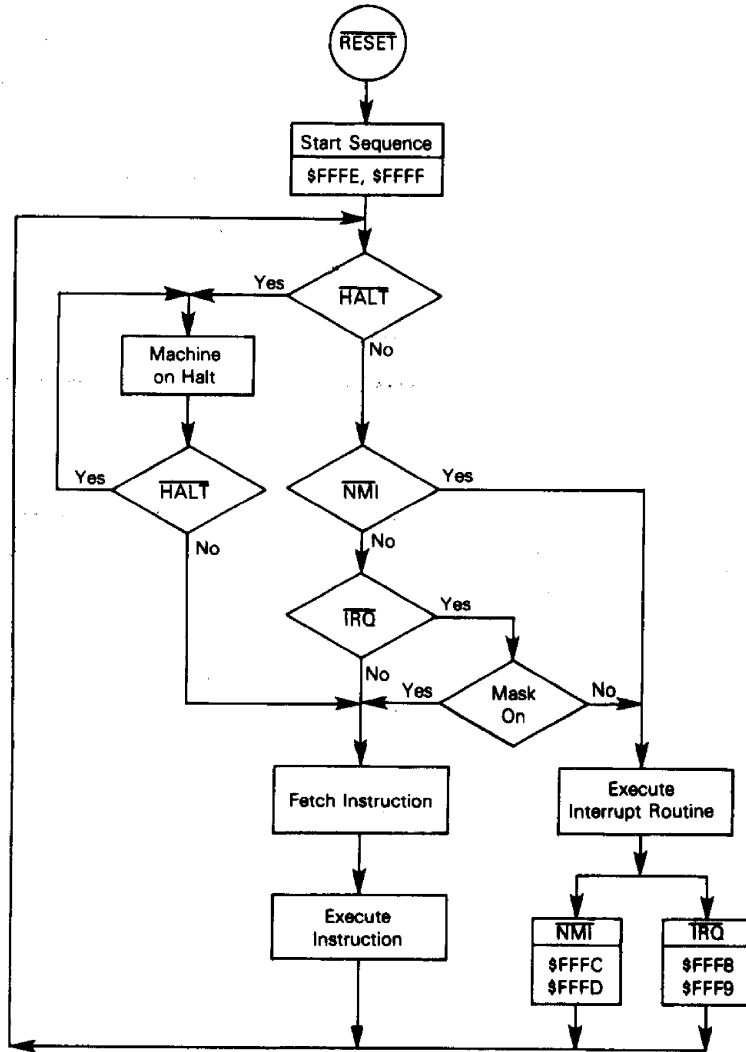 RESET
Start Sequence
$FFFE, $FFFF
Yes
HALT
No
Machine
on Halt
Yes
HALT
No
NMI
Yes
No
IRQ
Yes
No
Yes
Mask
On
No
Fetch Instruction
Execute
Interrupt Routine
Execute
Instruction
NMI
$FFFC
$FFFD
IRQ
$FFF8
$FFF9